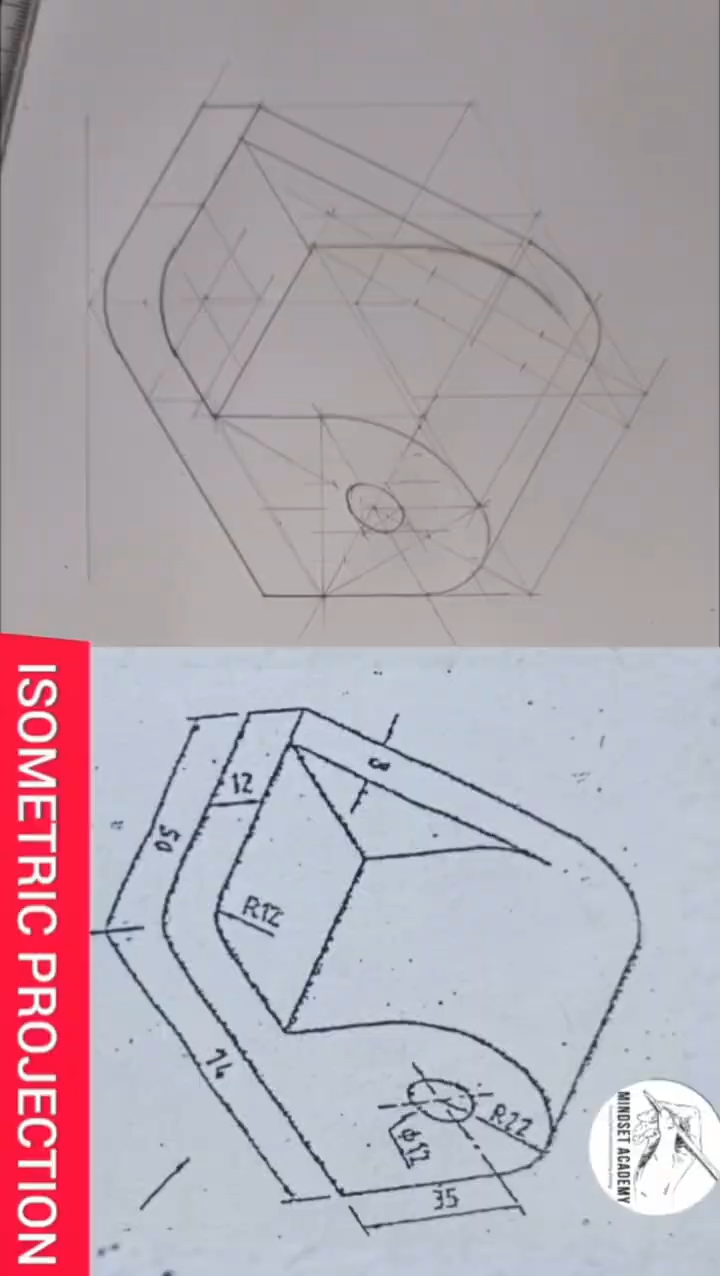 8
12
50
R12
74
R22
ϕ12
35
ISOMETRIC PROJECTION
MINDSET ACADEMY